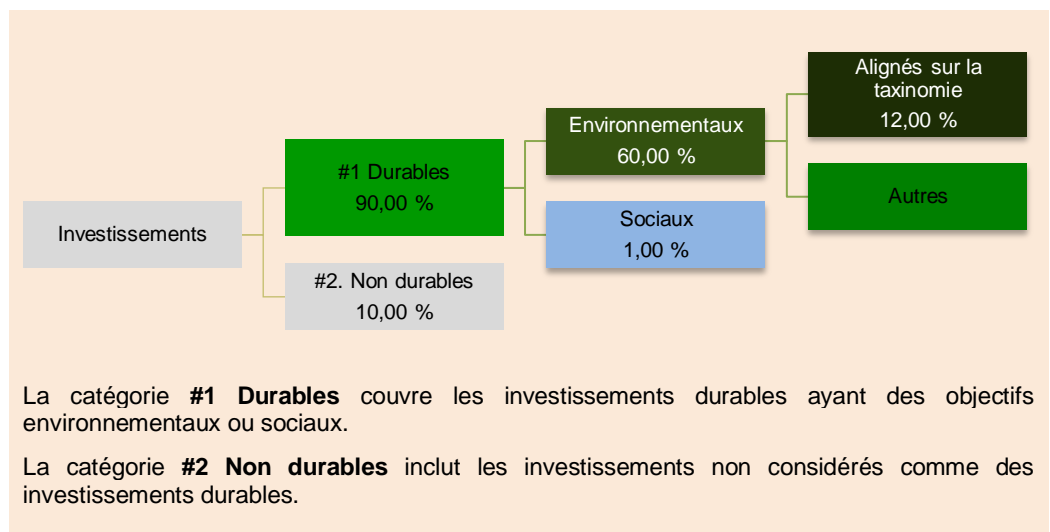 Investissements
#1 Durables
90,00 %
#2. Non durables
10,00 %
Environnementaux
60,00 %
Sociaux
1,00 %
Alignés sur la
taxinomie
12,00 %
Autres
La catégorie #1 Durables couvre les investissements durables ayant des objectifs
environnementaux ou sociaux.
La catégorie #2 Non durables inclut les investissements non considérés comme des
investissements durables.